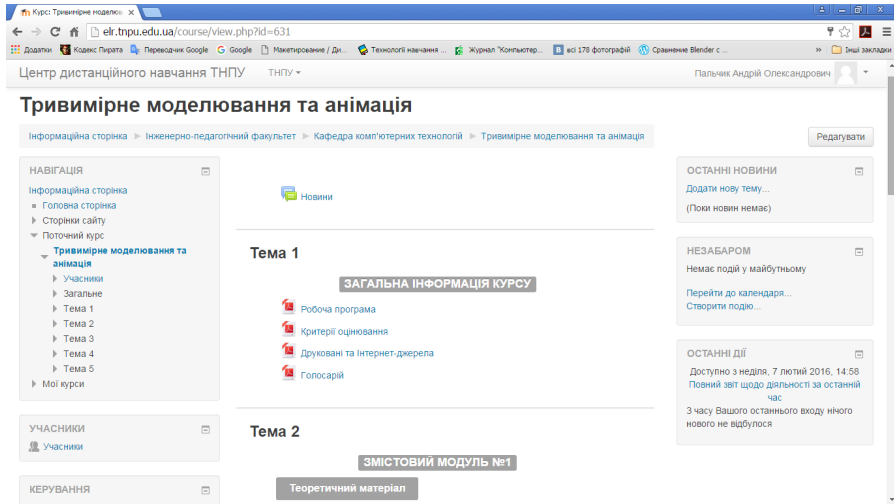 Курс: Тривимірне моделюв
elr.tnpu.edu.ua/course/view.php?id=631
Додатки Кодекс Пирата Переводчик Google Google Макетирование / Ди... Технології навчання ... Журнал "Компьютер... всі 178 фотографій Сравнение Blender с ... » Інші закладки
Центр дистанційного навчання ТНПУ ТНПУ Пальчик Андрій Олександрович
Тривимірне моделювання та анімація
Інформаційна сторінка Інженерно-педагогічний факультет Кафедра комп'ютерних технологій Тривимірне моделювання та анімація Редагувати
НАВІГАЦІЯ
Інформаційна сторінка
Головна сторінка
Сторінки сайту
Поточний курс
Тривимірне моделювання та
анімація
Учасники
Загальне
Тема 1
Тема 2
Тема 3
Тема 4
Тема 5
Мої курси
УЧАСНИКИ
Учасники
КЕРУВАННЯ
Новини
Тема 1
ЗАГАЛЬНА ІНФОРМАЦІЯ КУРСУ
Робоча програма
Критерії оцінювання
Друковані та Інтернет-джерела
Голосарій
Тема 2
ЗМІСТОВИЙ МОДУЛЬ №1
Теоретичний матеріал
ОСТАННІ НОВИНИ
Додати нову тему...
(Поки новин немає)
НЕЗАБАРОМ
Немає подій у майбутньому
Перейти до календаря...
Створити подію...
ОСТАННІ ДІЇ
Доступно з неділя, 7 лютий 2016, 14:58
Повний звіт щодо діяльності за останній
час
З часу Вашого останнього входу нічого
нового не відбулося